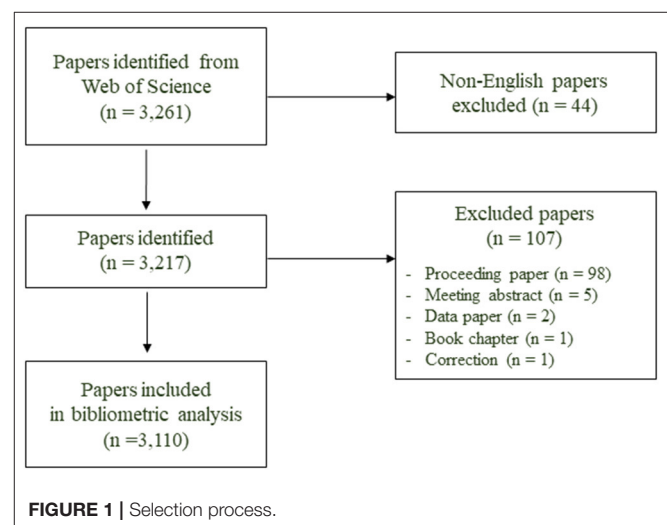 Papers identified from
Web of Science
(n = 3,261)
Non-English papers
excluded (n = 44)
Papers identified
(n = 3,217)
Excluded papers
(n = 107)
- Proceeding paper (n = 98)
- Meeting abstract (n = 5)
- Data paper (n = 2)
- Book chapter (n = 1)
- Correction (n = 1)
Papers included
in bibliometric analysis
(n =3,110)
FIGURE 1 | Selection process.